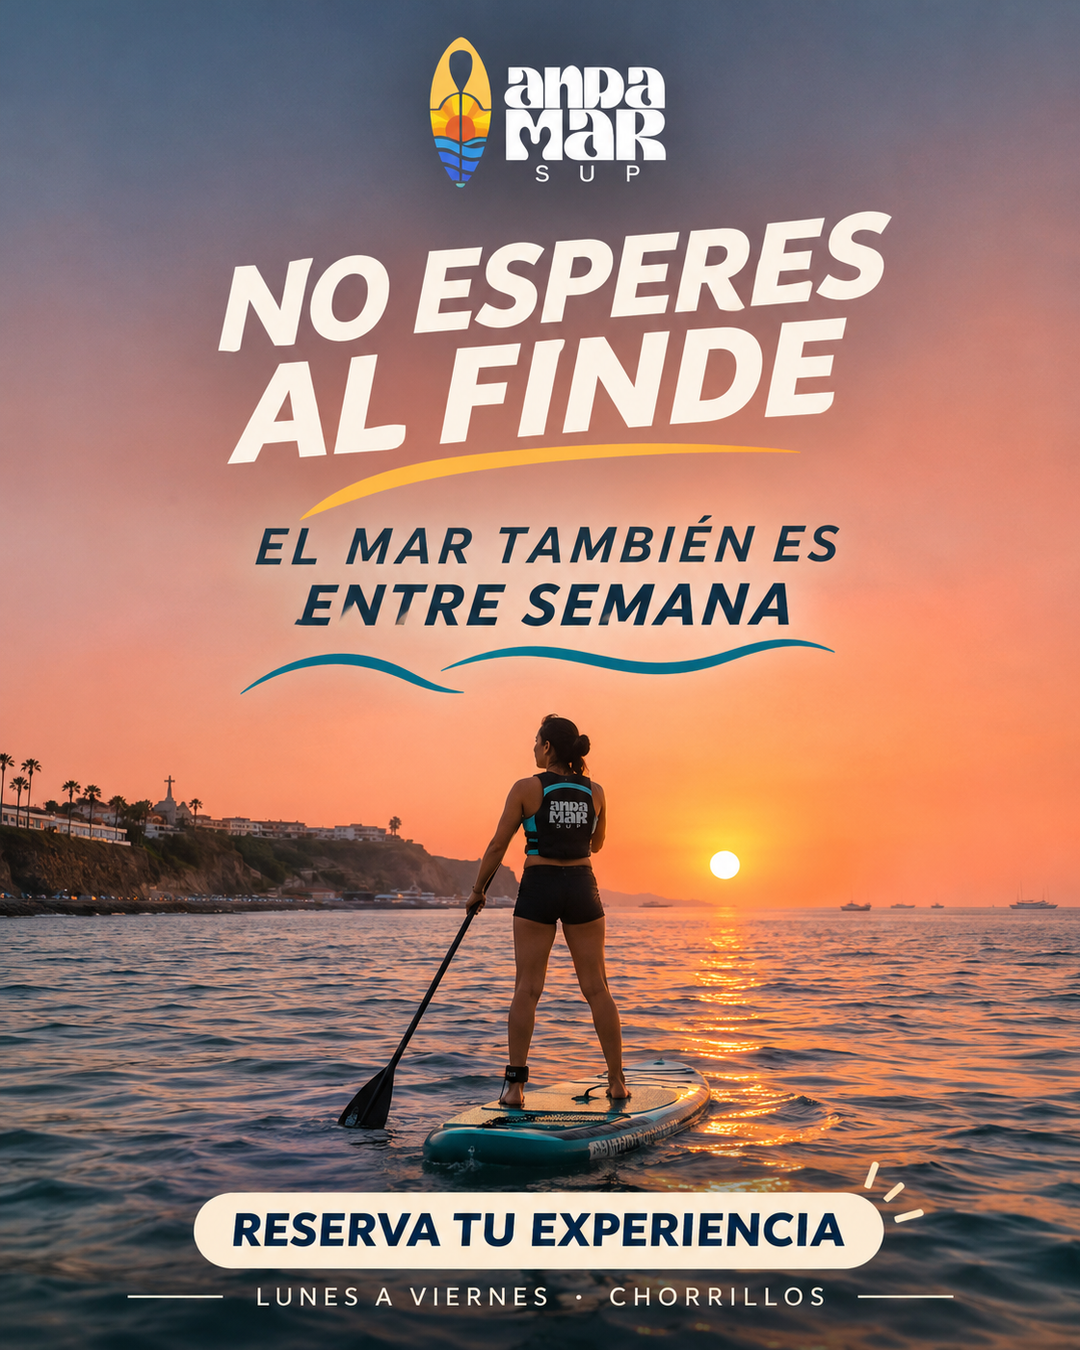 anda
mar
SUP
NO ESPERES
AL FINDE
EL MAR TAMBIÉN ES
ENTRE SEMANA
anda
mar
SUP
RESERVA TU EXPERIENCIA
LUNES A VIERNES • CHORRILLOS